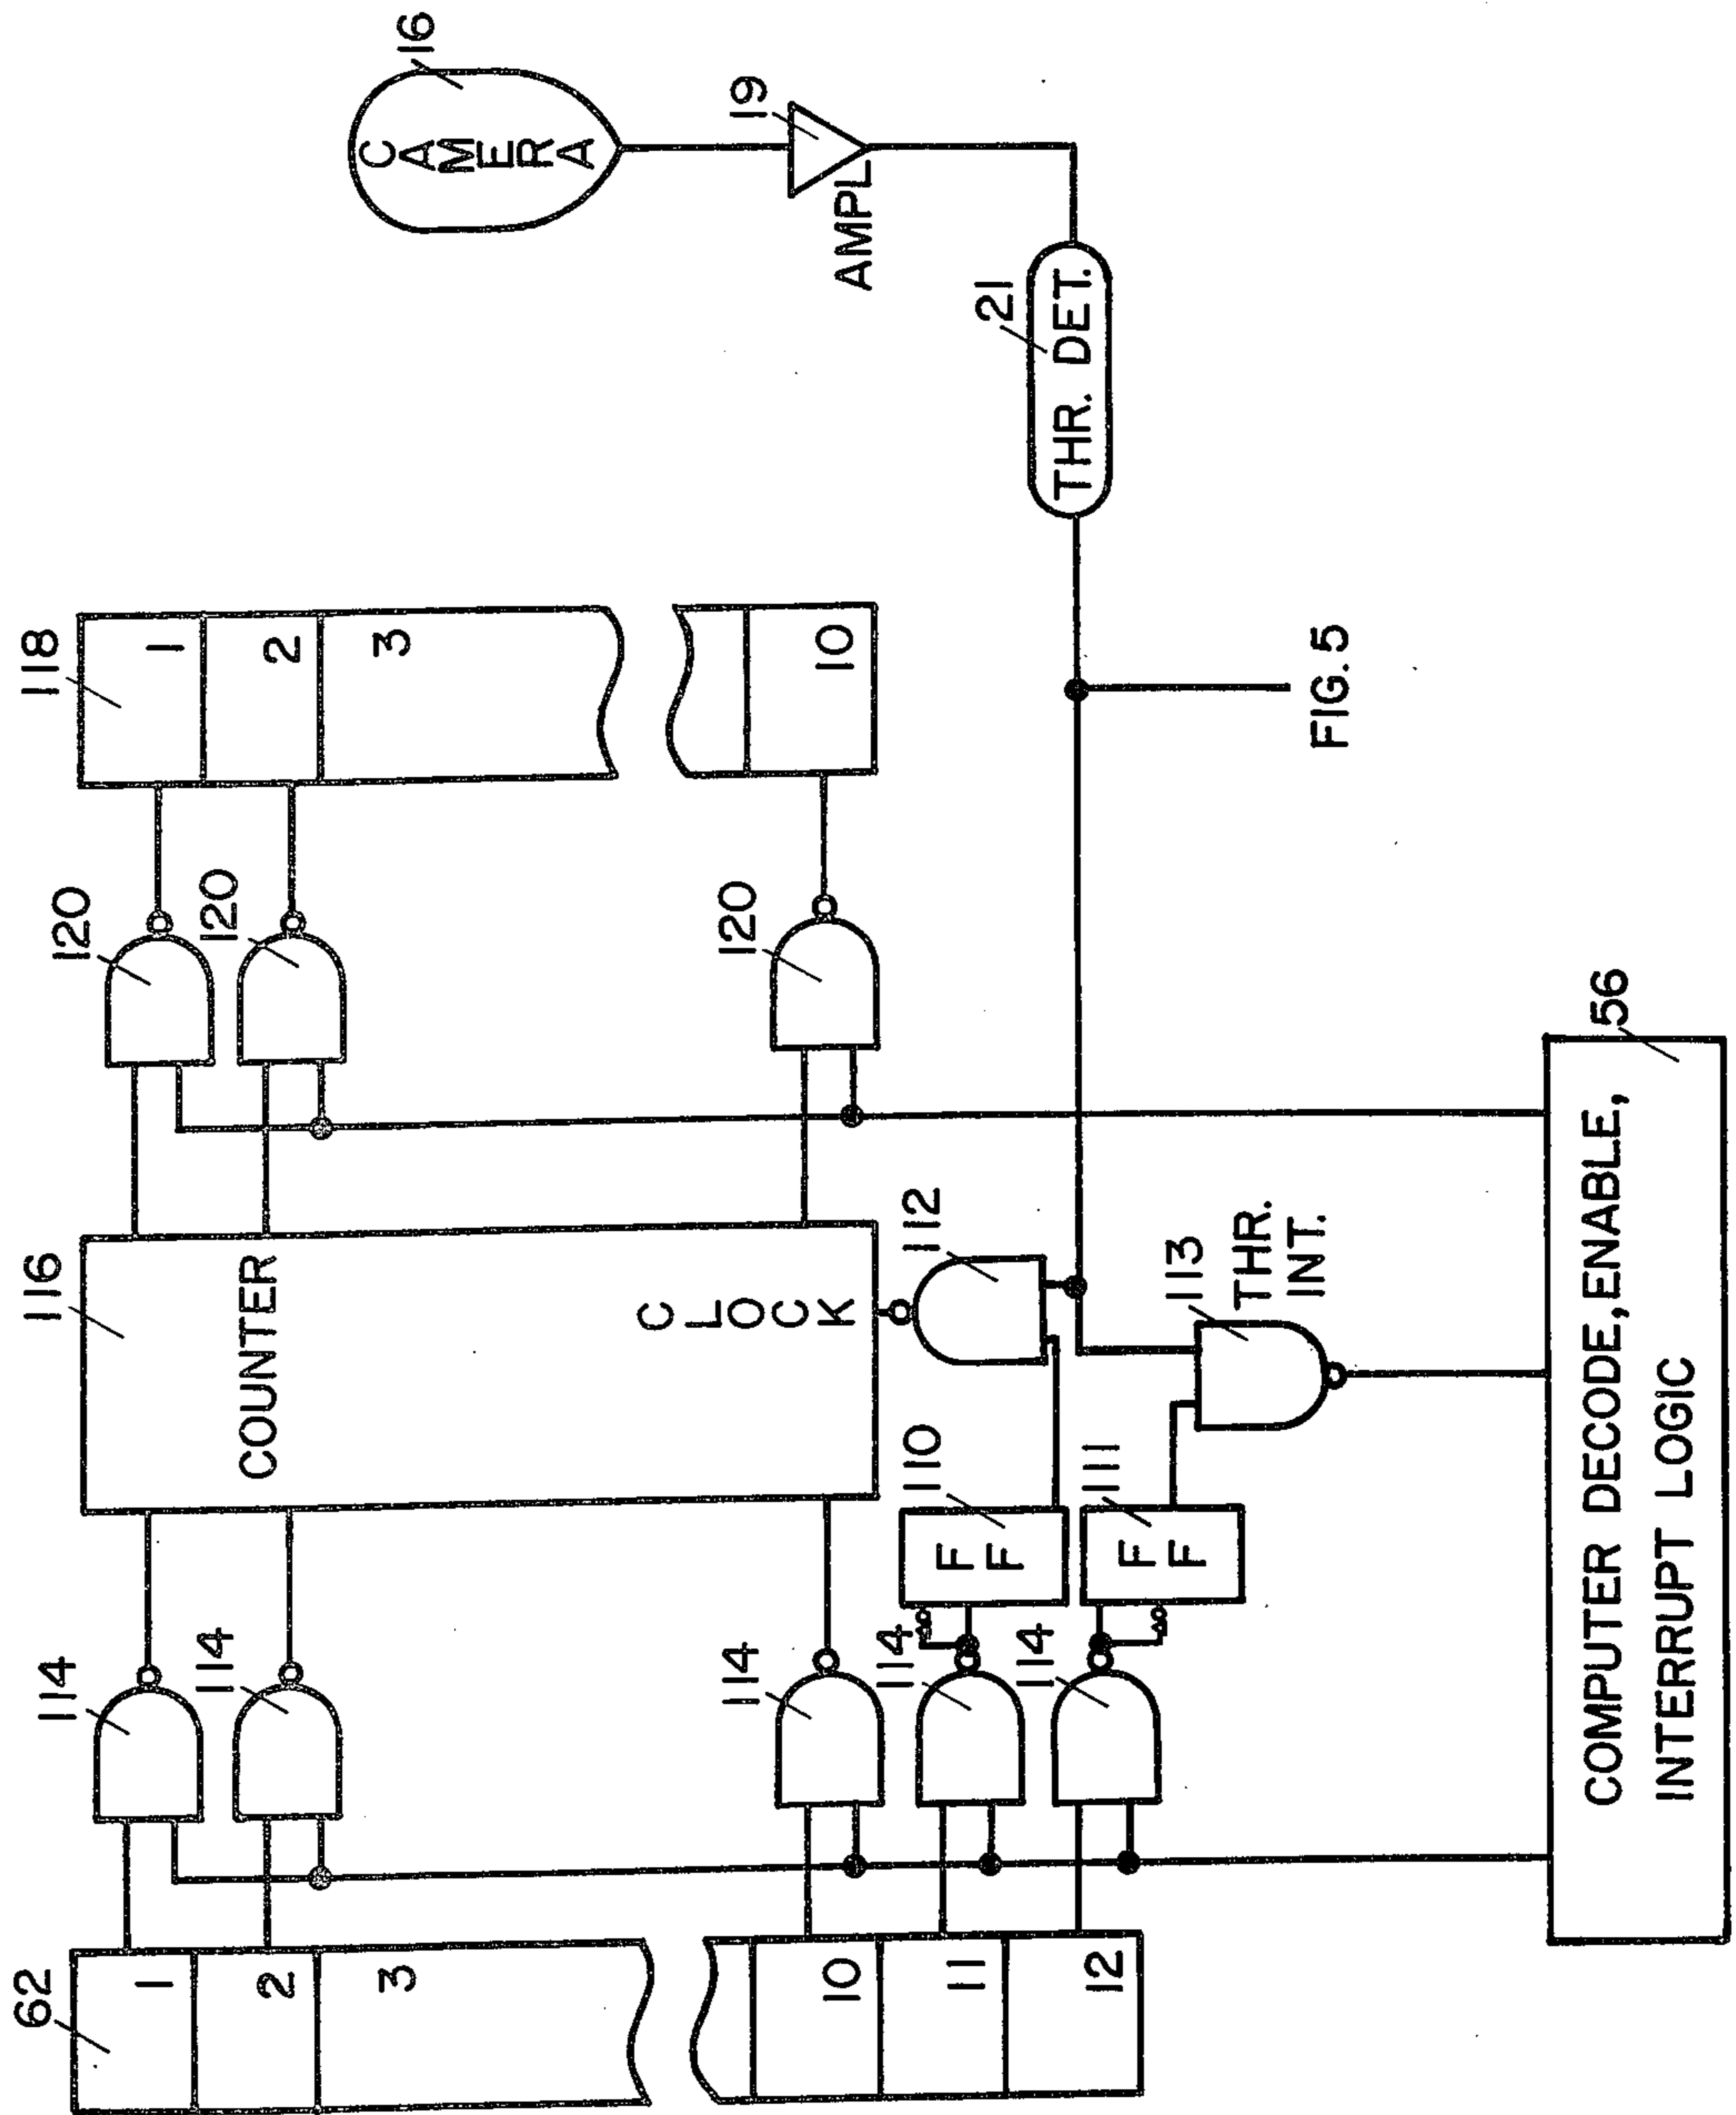 62
114
116
120
118
1
1
2
114
COUNTER
120
2
3
3
16
CAMERA
10
114
CLOCK
120
10
19
AMPL
11
114
110
FF
112
21
THR. DET.
12
114
111
FF
113
THR.
INT.
FIG. 5
56
COMPUTER DECODE, ENABLE,
INTERRUPT LOGIC